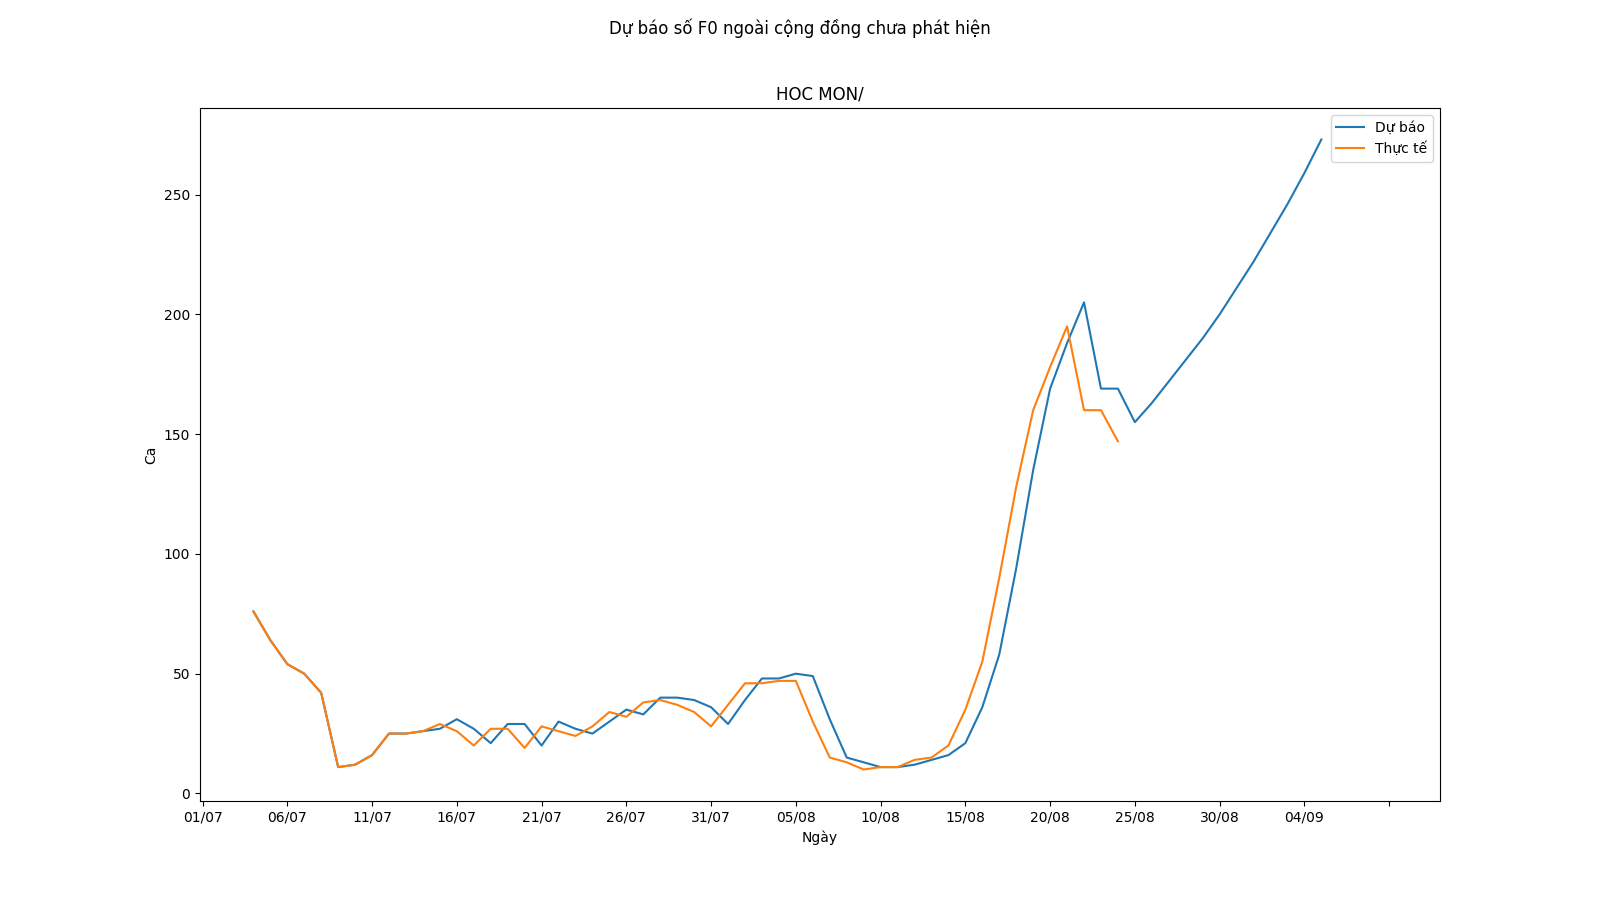 Dự báo số F0 ngoài cộng đồng chưa phát hiện
HOC MON/
Dự báo
Thực tế
250
200
150
100
50
0
Ca
01/07 06/07 11/07 16/07 21/07 26/07 31/07 05/08 10/08 15/08 20/08 25/08 30/08 04/09
Ngày